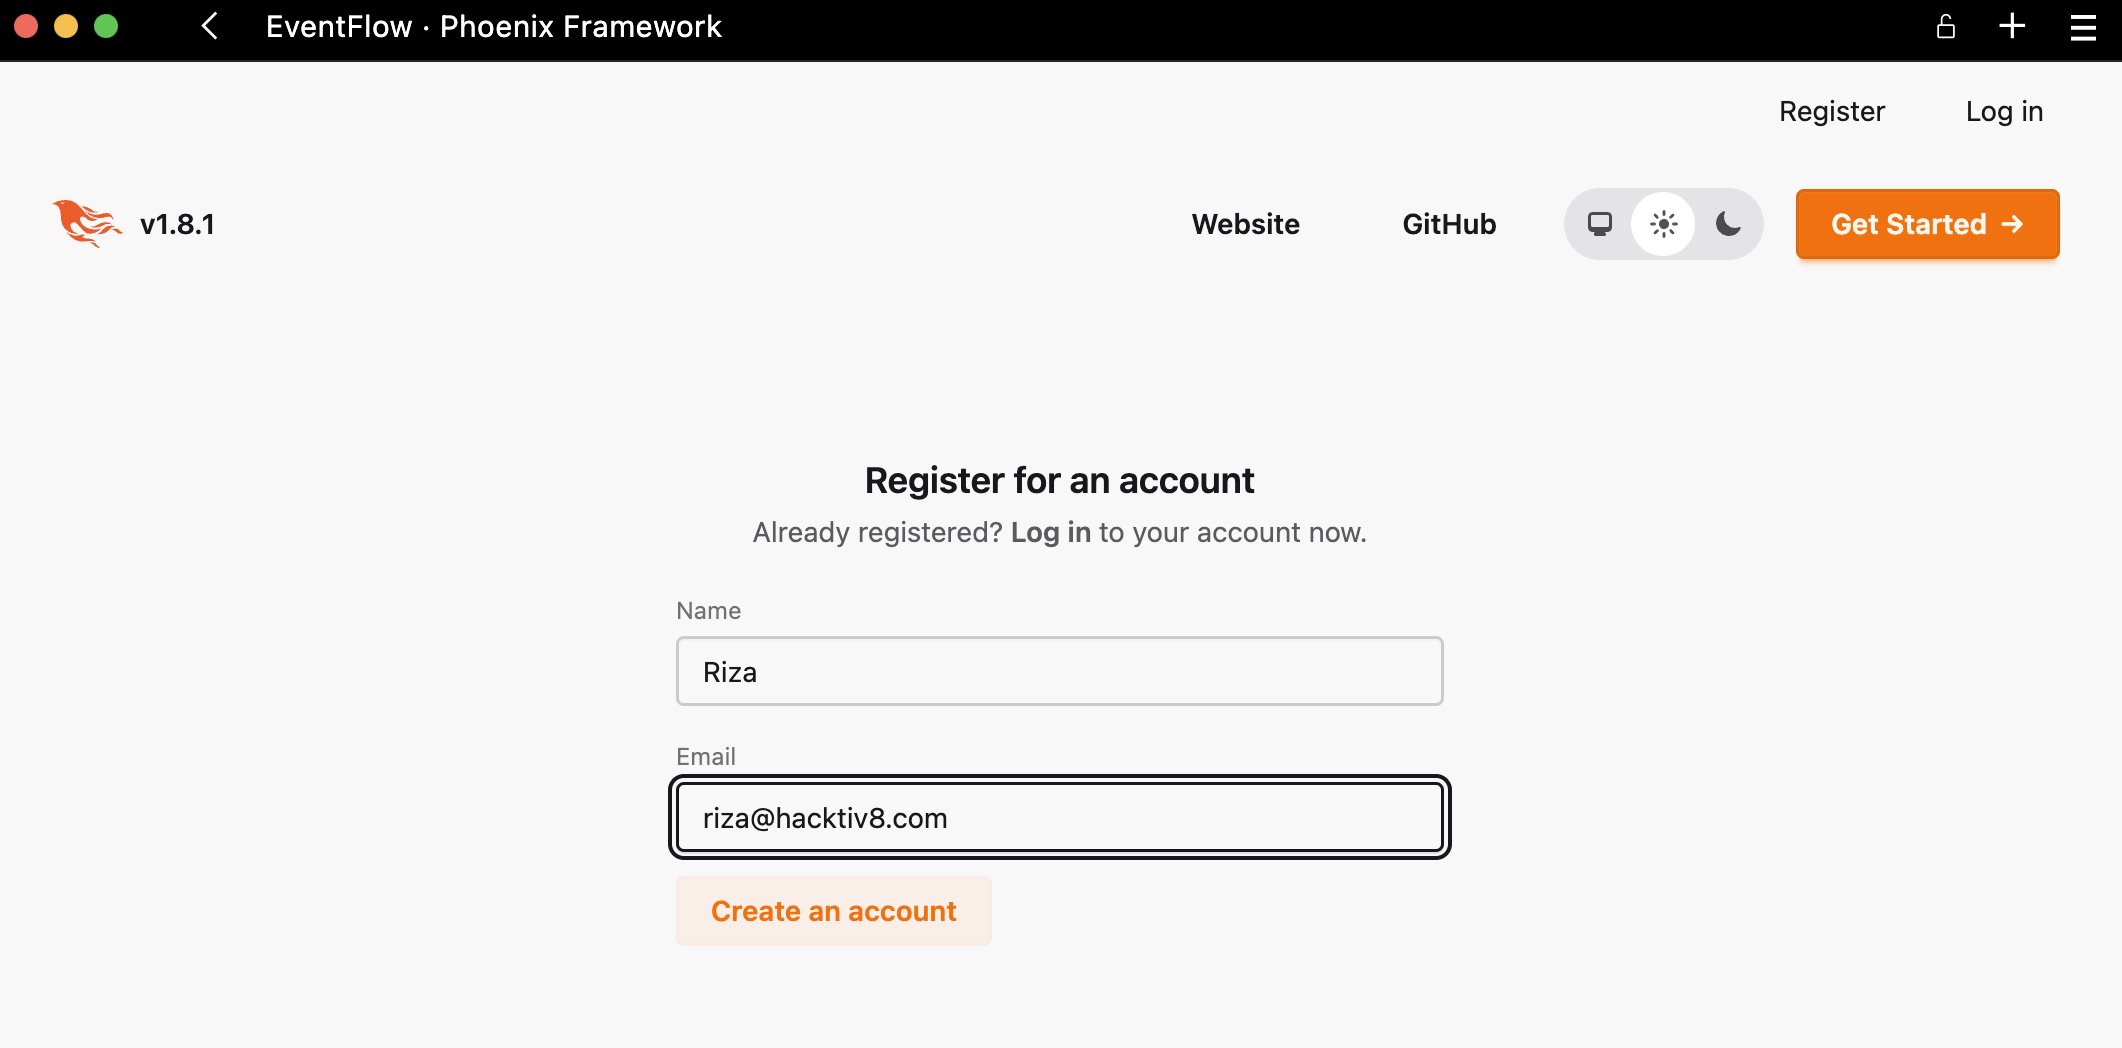 EventFlow · Phoenix Framework
Register Log in
v1.8.1 Website GitHub Get Started →
Register for an account
Already registered? Log in to your account now.
Name
Riza
Email
riza@hacktiv8.com
Create an account